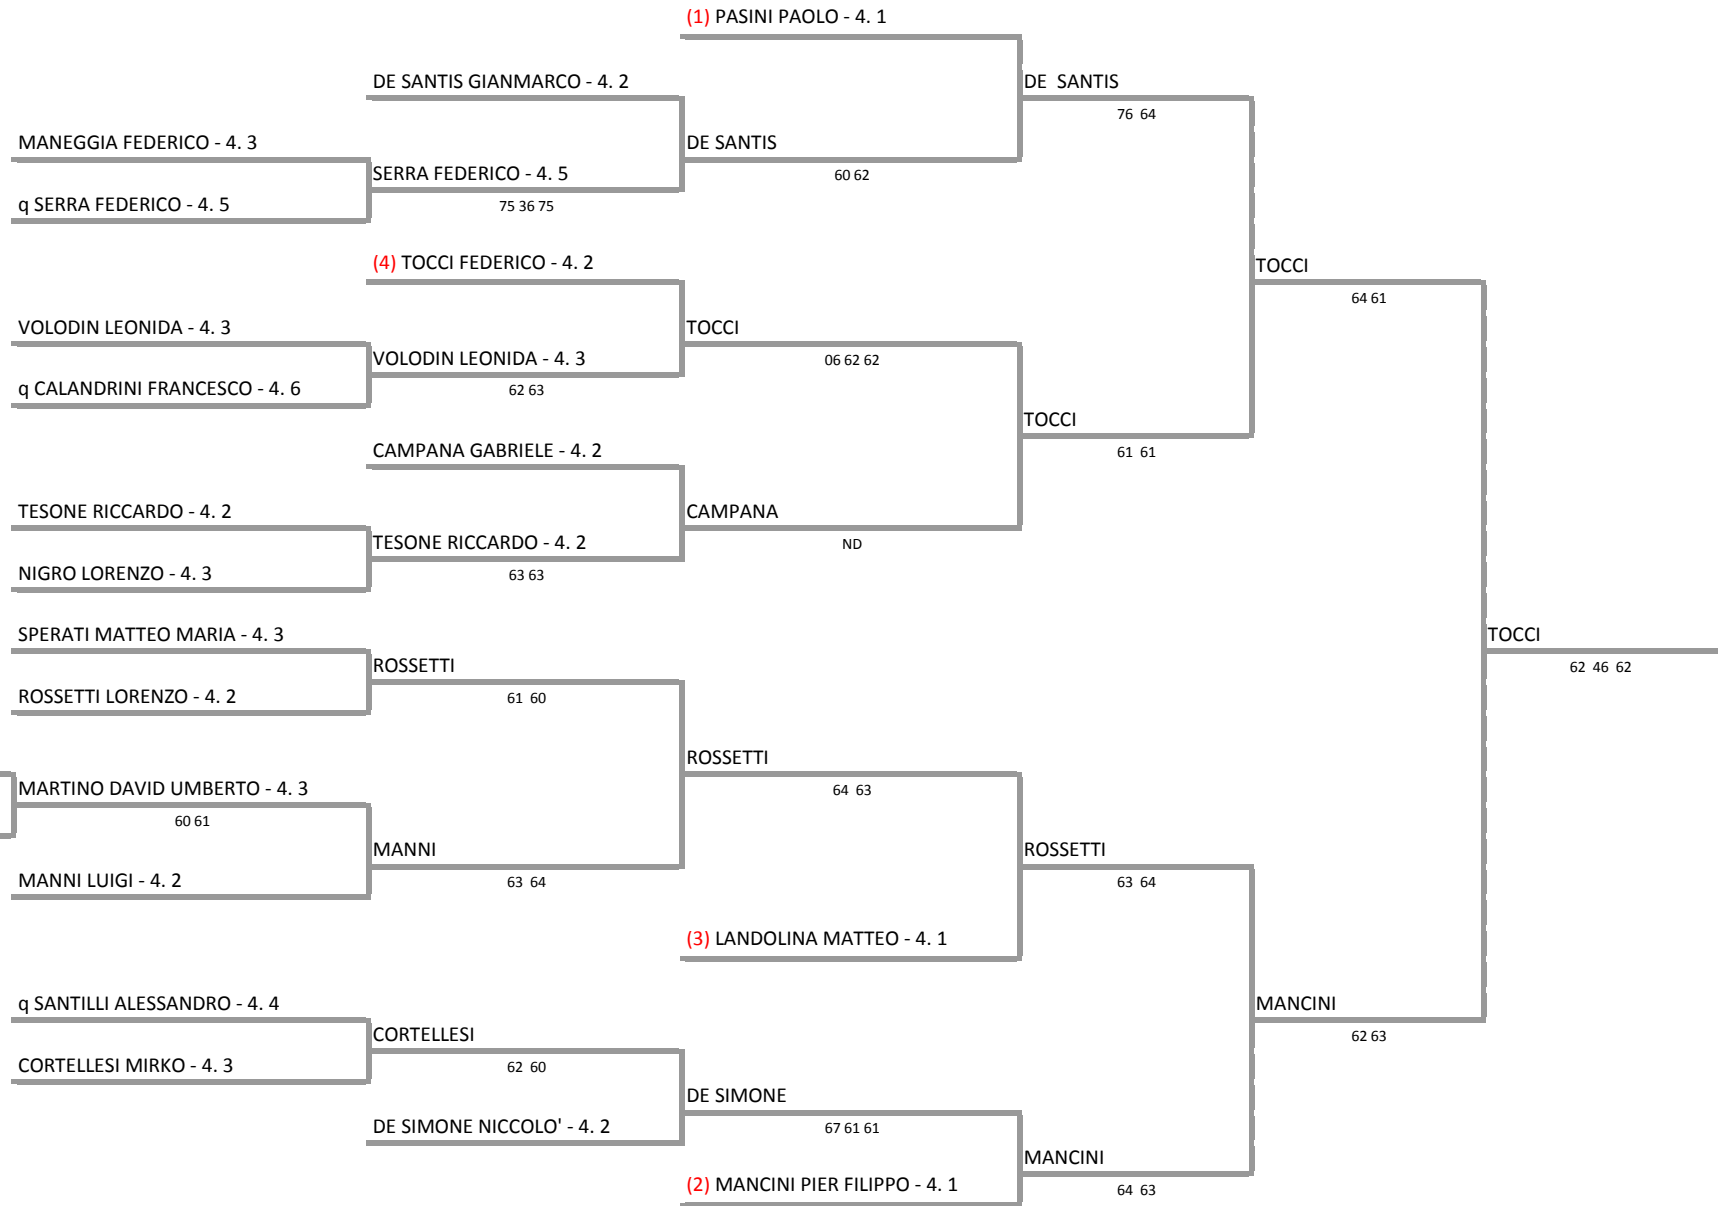 (1) PASINI PAOLO - 4. 1
DE SANTIS GIANMARCO - 4. 2
DE  SANTIS
76  64
MANEGGIA FEDERICO - 4. 3
DE SANTIS
SERRA FEDERICO - 4. 5
60 62
q SERRA FEDERICO - 4. 5
75 36 75
(4) TOCCI FEDERICO - 4. 2
TOCCI
64 61
VOLODIN LEONIDA - 4. 3
TOCCI
VOLODIN LEONIDA - 4. 3
06 62 62
q CALANDRINI FRANCESCO - 4. 6
62 63
TOCCI
CAMPANA GABRIELE - 4. 2
61  61
TESONE RICCARDO - 4. 2
CAMPANA
TESONE RICCARDO - 4. 2
ND
NIGRO LORENZO - 4. 3
63 63
SPERATI MATTEO MARIA - 4. 3
TOCCI
ROSSETTI
62  46  62
ROSSETTI LORENZO - 4. 2
61  60
ROSSETTI
MARTINO DAVID UMBERTO - 4. 3
64  63
60 61
MANNI
ROSSETTI
MANNI LUIGI - 4. 2
63  64
63  64
(3) LANDOLINA MATTEO - 4. 1
q SANTILLI ALESSANDRO - 4. 4
MANCINI
CORTELLESI
62 63
CORTELLESI MIRKO - 4. 3
62  60
DE SIMONE
DE SIMONE NICCOLO' - 4. 2
67 61 61
MANCINI
(2) MANCINI PIER FILIPPO - 4. 1
64  63